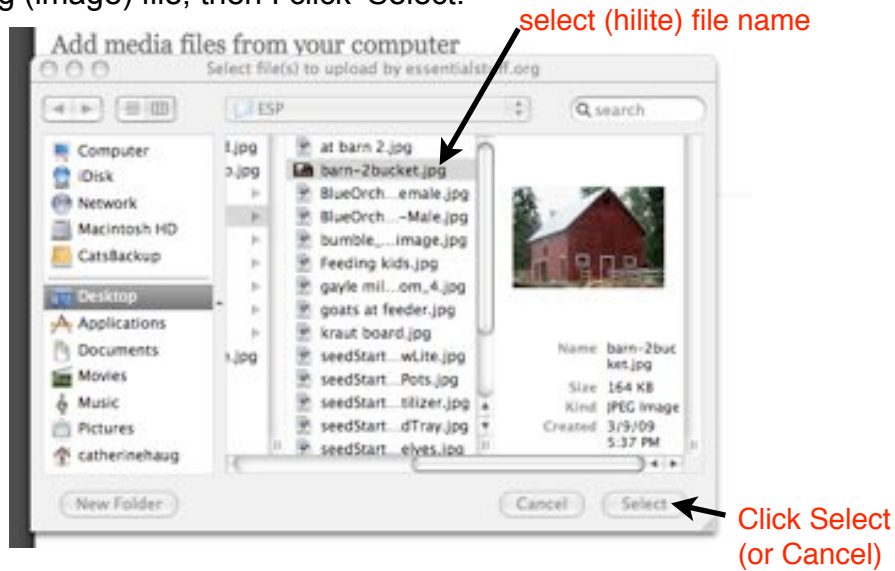 g (image) file, then I click 'Select.'
select (hilite) file name
Add media files from your computer
Select file(s) to upload by essentialstuff.org
ESP
search
Computer
iDisk
Network
Macintosh HD
CatsBackup
Desktop
Applications
Documents
Movies
Music
Pictures
catherinehaug
l.jpg
o.jpg
.jpg
at barn 2.jpg
barn-2bucket.jpg
BlueOrch...emale.jpg
BlueOrch...-Male.jpg
bumble_...image.jpg
Feeding kids.jpg
gayle mil...om_4.jpg
goats at feeder.jpg
kraut board.jpg
seedStart...wLite.jpg
seedStart...Pots.jpg
seedStart...tilizer.jpg
seedStart...dTray.jpg
seedStart...elves.jpg
Name barn-2buc
ket.jpg
Size 164 KB
Kind JPEG image
Created 3/9/09
5:37 PM
New Folder
Cancel
Select
Click Select
(or Cancel)